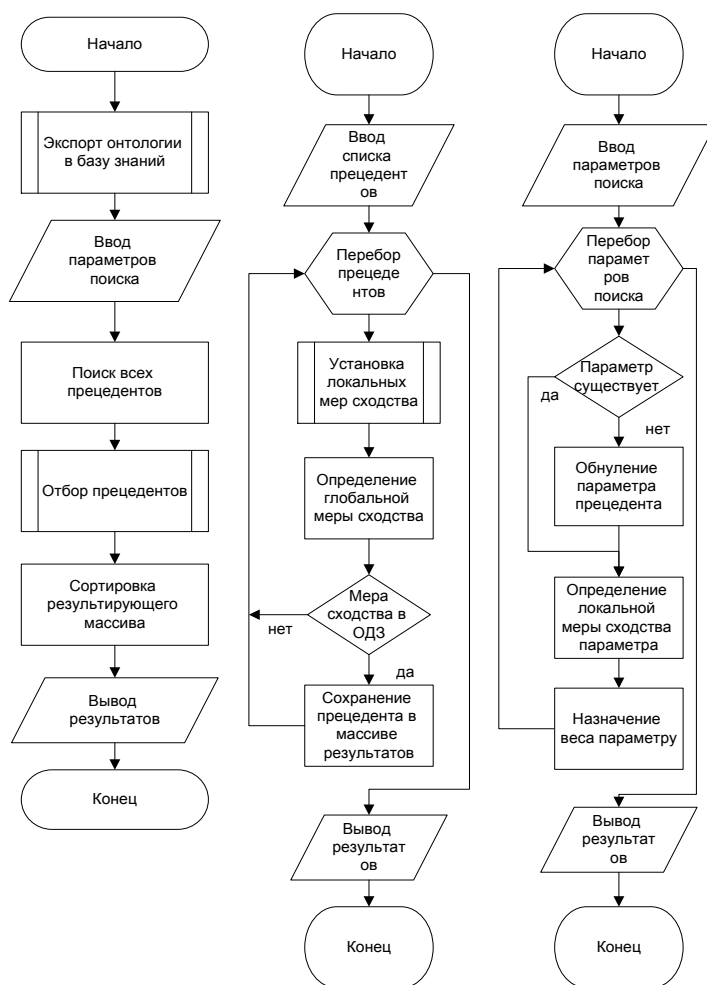 Начало
Экспорт онтологии
в базу знаний
Ввод
параметров
поиска
Поиск всех
прецедентов
Отбор прецедентов
Сортировка
результирующего
массива
Вывод
результатов
Конец
Начало
Ввод
списка
прецедент
ов
Перебор
прецеде
нтов
Установка
локальных
мер сходства
Определение
глобальной
меры сходства
Мера
сходства в
ОДЗ
нет
да
Сохранение
прецедента в
массиве
результатов
Вывод
результат
ов
Конец
Начало
Ввод
параметров
поиска
Перебор
парамет
ров
поиска
Параметр
существует
да
нет
Обнуление
параметра
прецедента
Определение
локальной
меры сходства
параметра
Назначение
веса параметру
Вывод
результат
ов
Конец